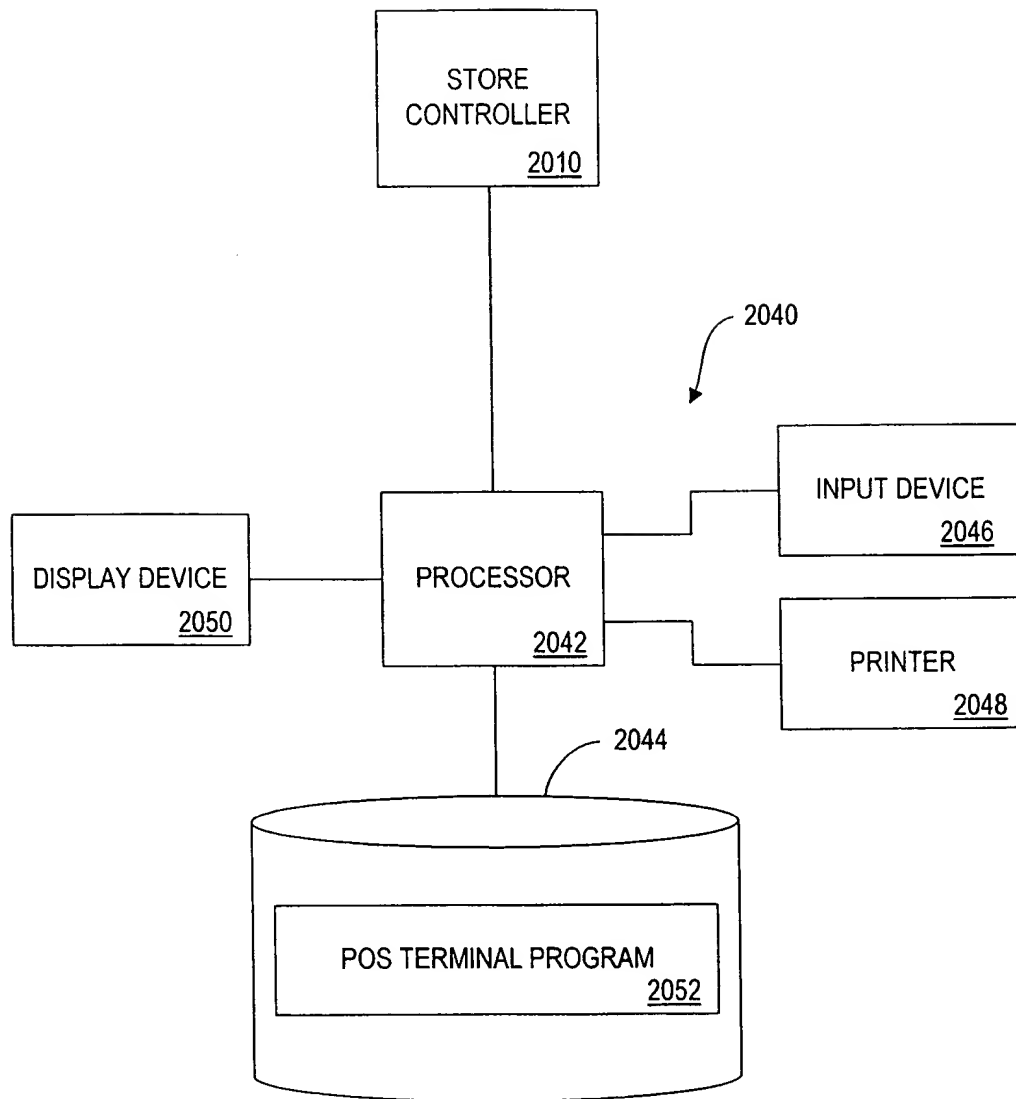 STORE
CONTROLLER
2010
2040
INPUT DEVICE
2046
DISPLAY DEVICE
2050
PROCESSOR
2042
PRINTER
2048
2044
POS TERMINAL PROGRAM
2052